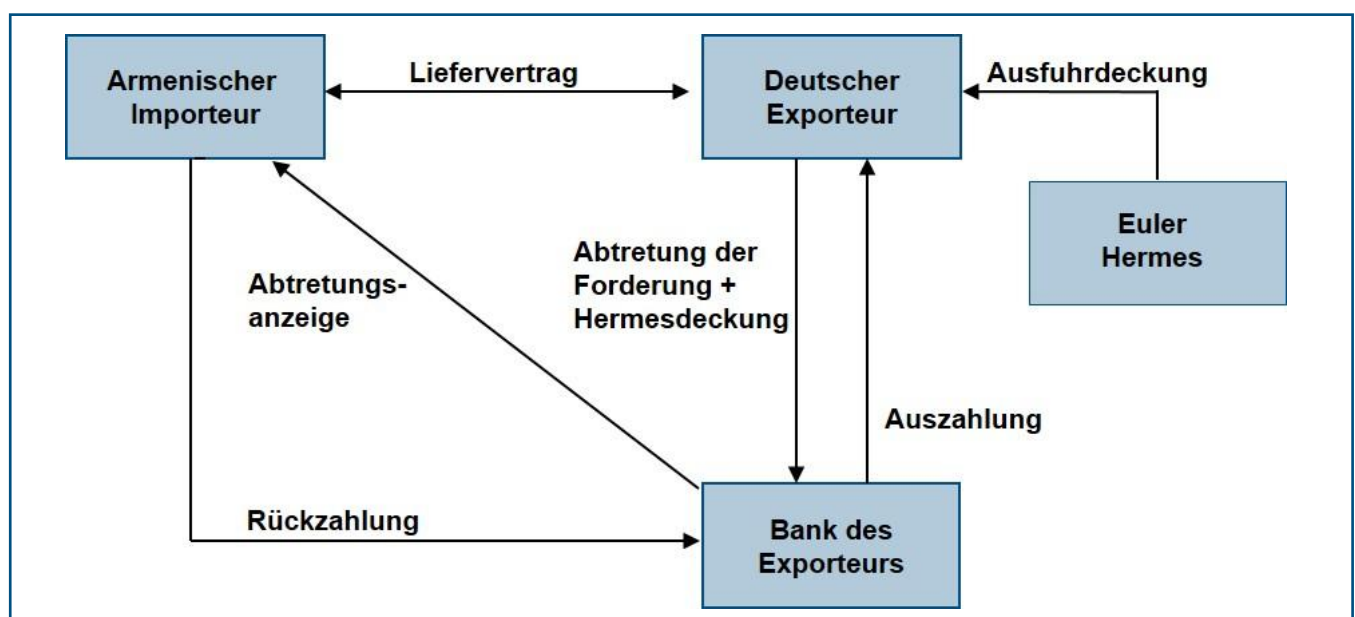 Armenischer
Importeur
Liefervertrag
Deutscher
Exporteur
Ausfuhrdeckung
Euler
Hermes
Abtretungs-
anzeige
Abtretung der
Forderung +
Hermesdeckung
Auszahlung
Rückzahlung
Bank des
Exporteurs